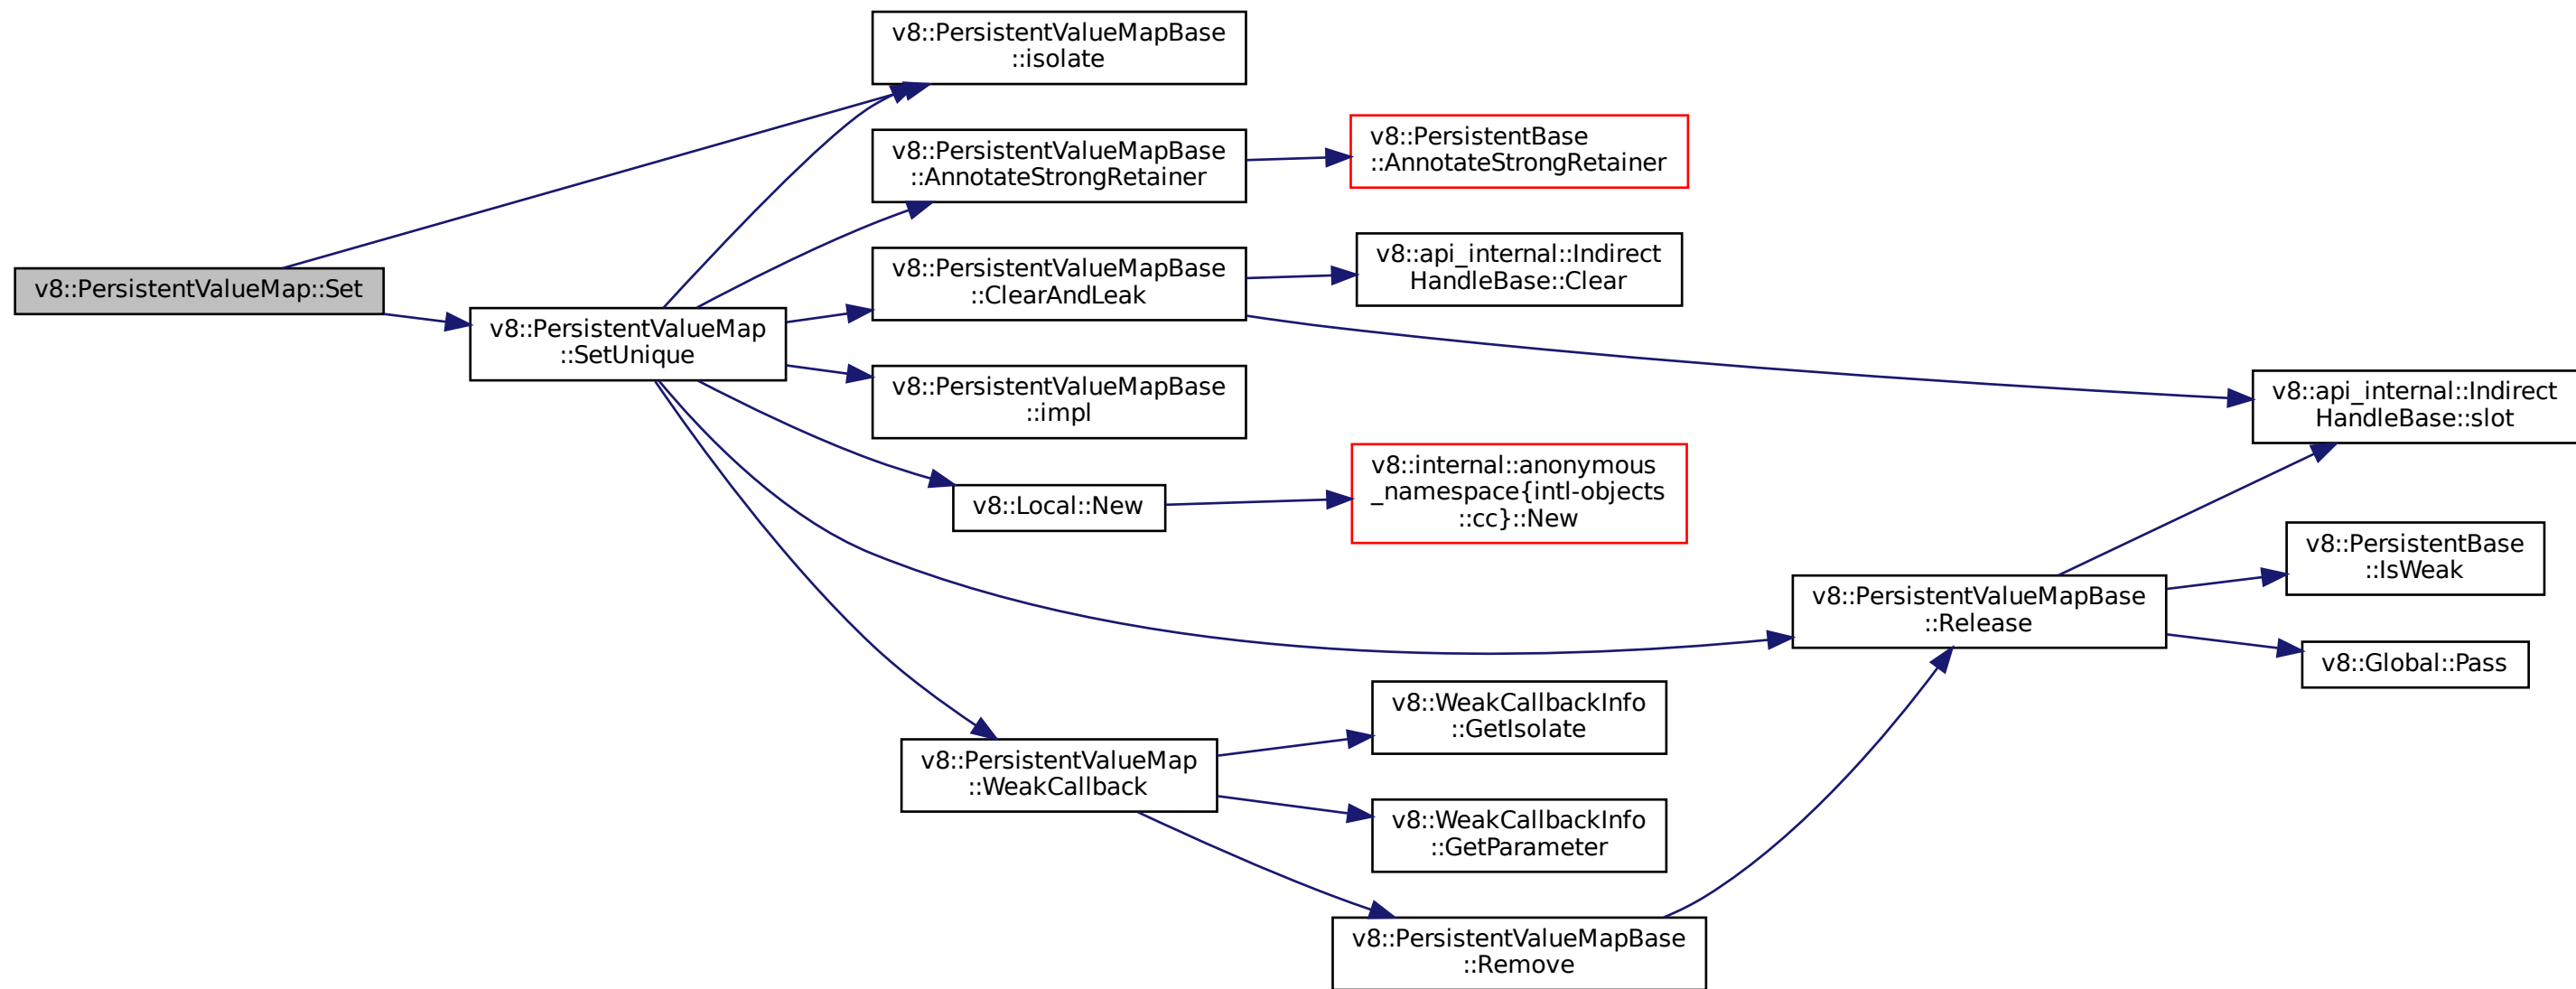 v8::PersistentValueMap::Set
v8::PersistentValueMap
::SetUnique
v8::PersistentValueMapBase
::isolate
v8::PersistentValueMapBase
::AnnotateStrongRetainer
v8::PersistentValueMapBase
::ClearAndLeak
v8::PersistentValueMapBase
::impl
v8::Local::New
v8::PersistentValueMap
::WeakCallback
v8::PersistentBase
::AnnotateStrongRetainer
v8::api_internal::Indirect
HandleBase::Clear
v8::internal::anonymous
_namespace{intl-objects
::cc}::New
v8::WeakCallbackInfo
::GetIsolate
v8::WeakCallbackInfo
::GetParameter
v8::PersistentValueMapBase
::Remove
v8::PersistentValueMapBase
::Release
v8::api_internal::Indirect
HandleBase::slot
v8::PersistentBase
::IsWeak
v8::Global::Pass